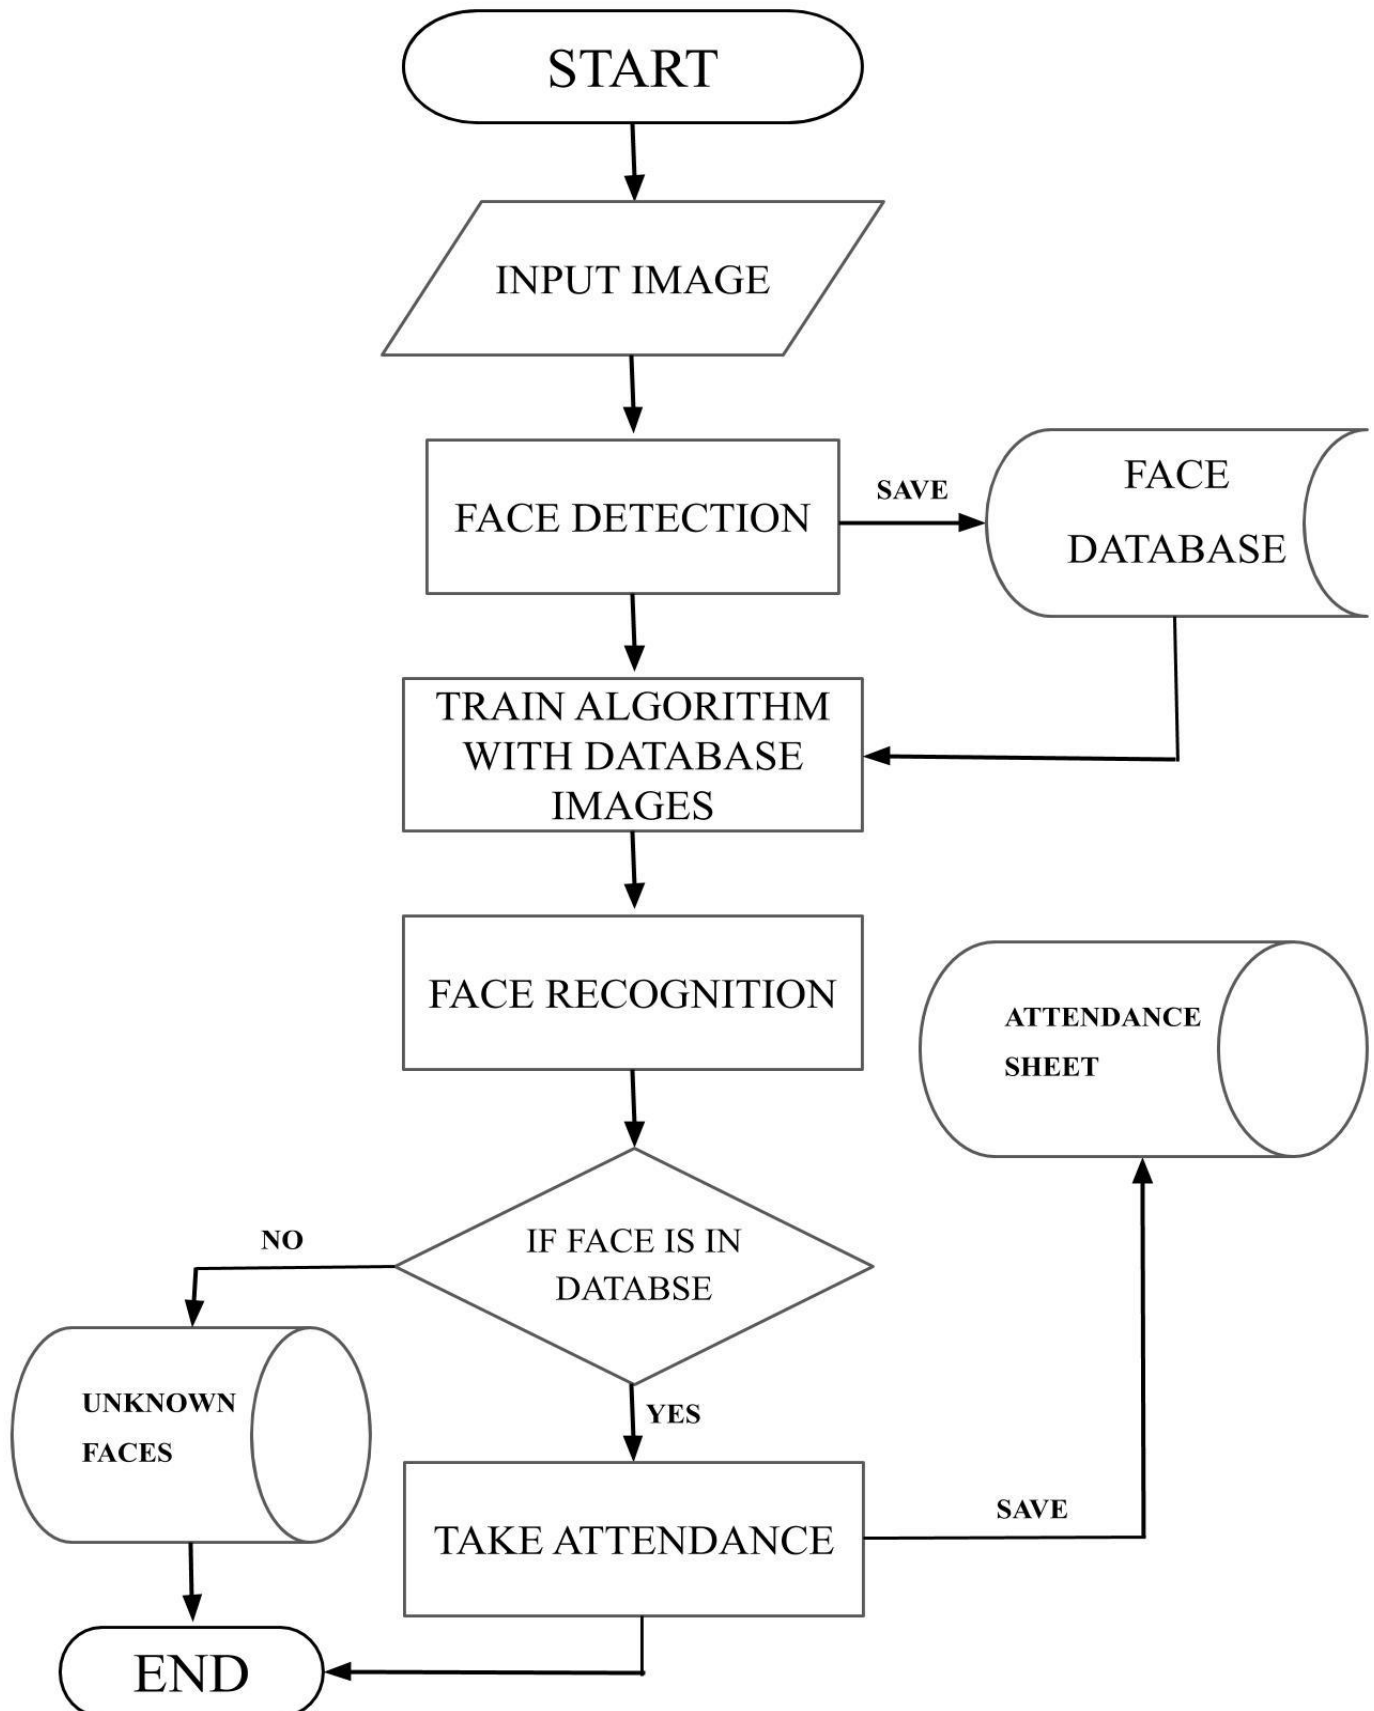 START
INPUT IMAGE
FACE DETECTION
SAVE
FACE
DATABASE
TRAIN ALGORITHM
WITH DATABASE
IMAGES
FACE RECOGNITION
ATTENDANCE
SHEET
IF FACE IS IN
DATABSE
NO
YES
UNKNOWN
FACES
TAKE ATTENDANCE
SAVE
END